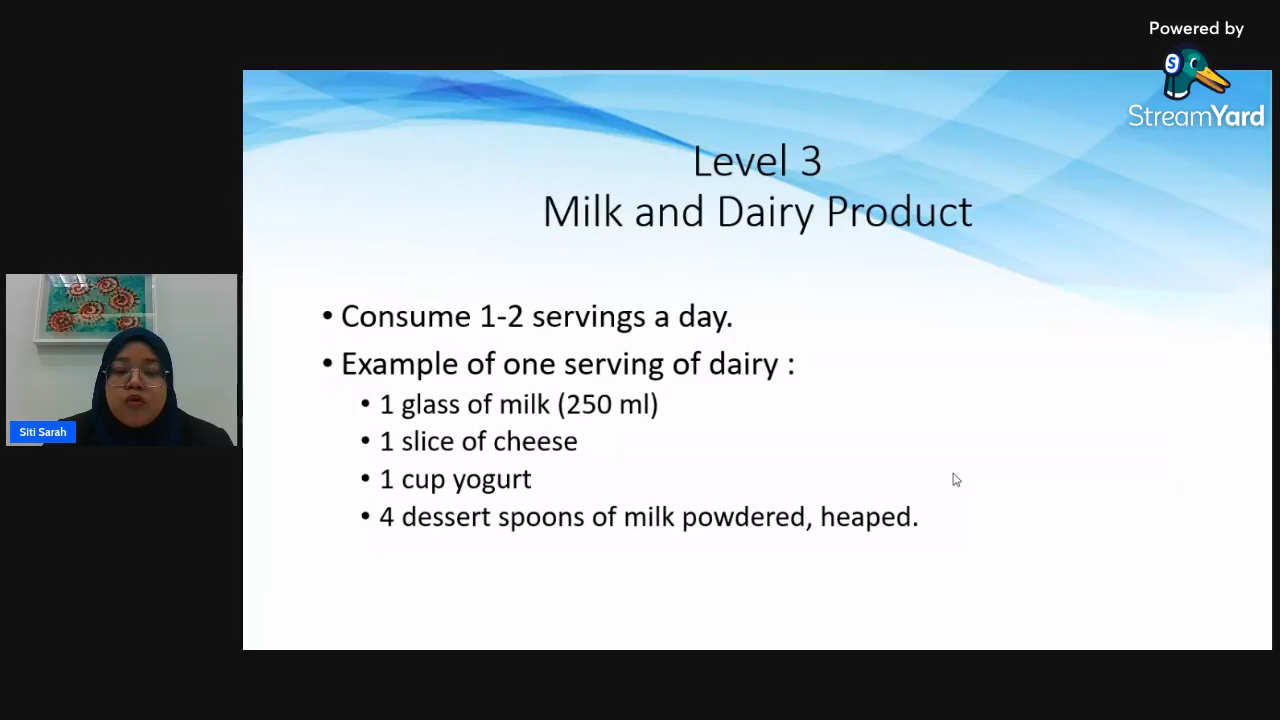 Powered by
StreamYard
Level 3
Milk and Dairy Product
• Consume 1-2 servings a day.
• Example of one serving of dairy :
• 1 glass of milk (250 ml)
• 1 slice of cheese
• 1 cup yogurt
• 4 dessert spoons of milk powdered, heaped.
Siti Sarah